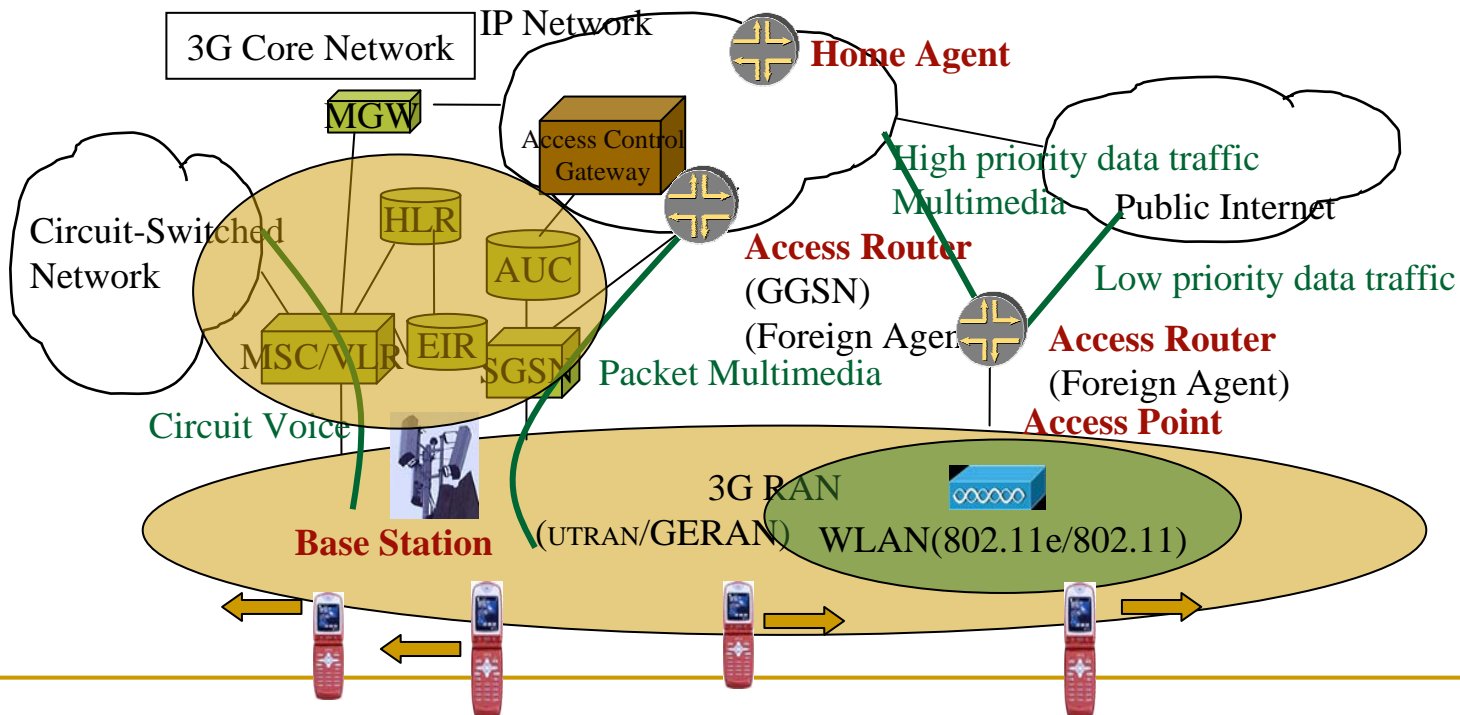 IP Network
3G Core Network
Home Agent
MGW
Access Control
Gateway
High priority data traffic
Multimedia
Public Internet
HLR
Circuit-Switched
Network
AUC
Access Router
(GGSN)
(Foreign Agent
Low priority data traffic
MSC/VLR
EIR
SGSN
Packet Multimedia
Access Router
(Foreign Agent)
Circuit Voice
Access Point
3G RAN
(UTRAN/GERAN)
Base Station
WLAN(802.11e/802.11)